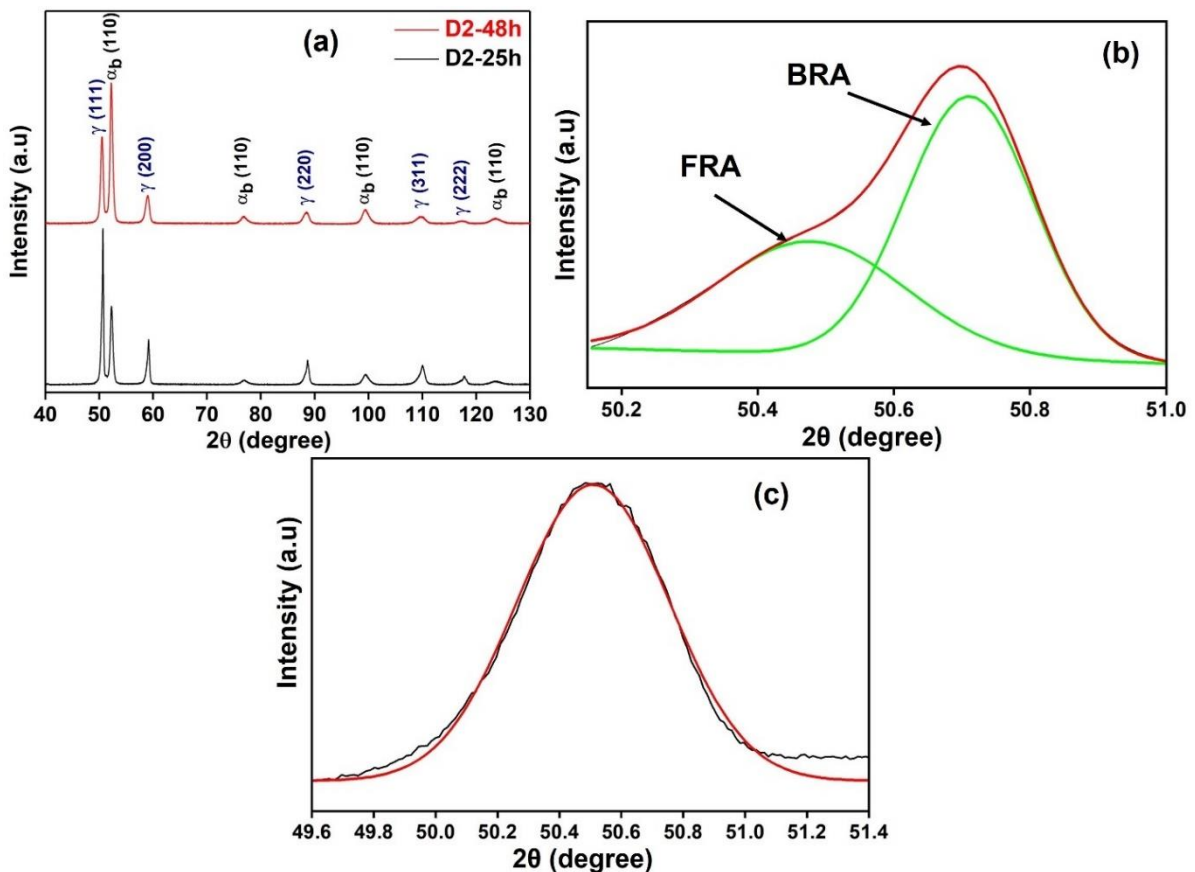 (a)
D2-48h
D2-25h
γ (111)
αb (110)
γ (200)
αb (110)
γ (220)
αb (110)
γ (311)
γ (222)
αb (110)
Intensity (a.u)
40 50 60 70 80 90 100 110 120 130
2θ (degree)
(b)
BRA
FRA
Intensity (a.u)
50.2 50.4 50.6 50.8 51.0
2θ (degree)
(c)
Intensity (a.u)
49.6 49.8 50.0 50.2 50.4 50.6 50.8 51.0 51.2 51.4
2θ (degree)